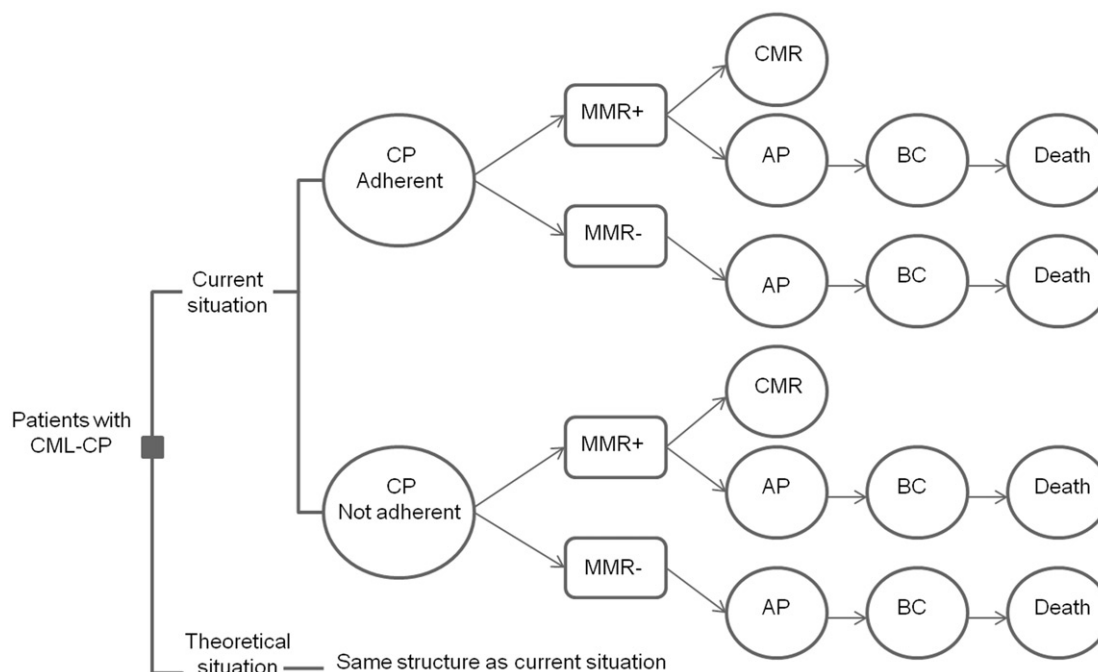 CMR
MMR+
CP
Adherent
AP
BC
Death
MMR-
AP
BC
Death
Current
situation
CMR
Patients with
CML-CP
MMR+
CP
Not adherent
AP
BC
Death
MMR-
AP
BC
Death
Theoretical
situation
Same structure as current situation